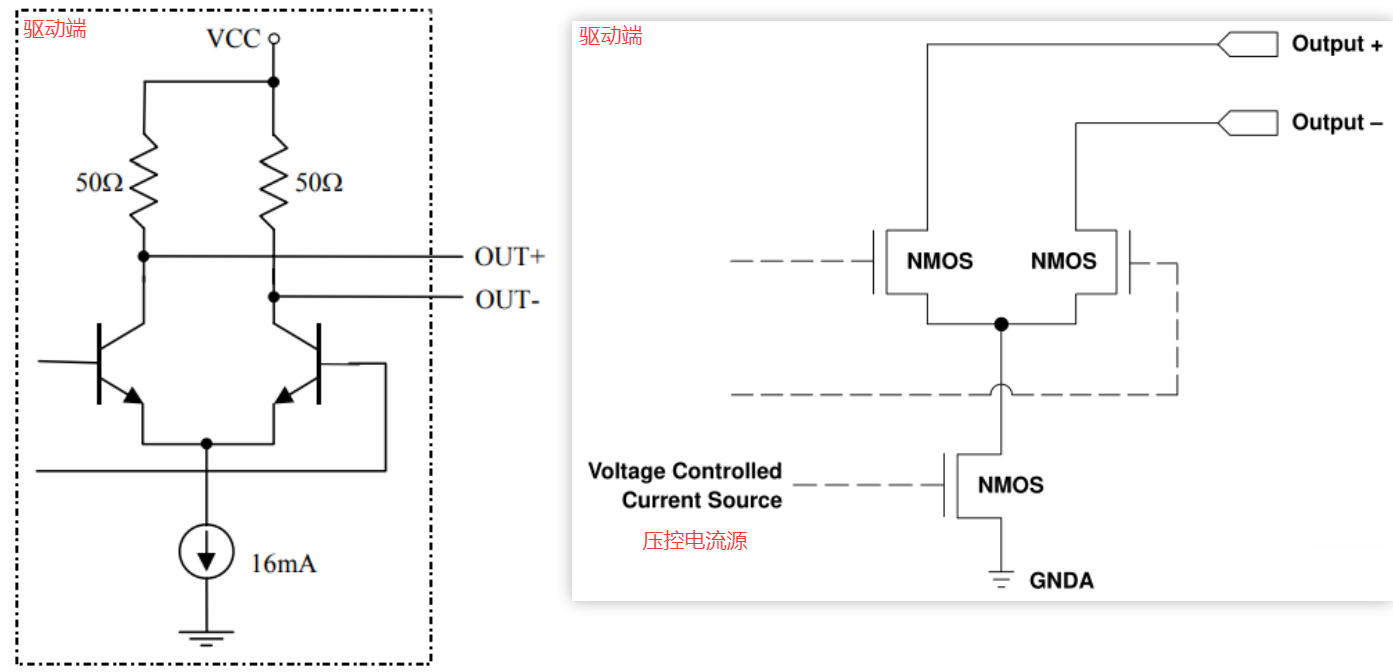 驱动端
VCC
50Ω
50Ω
OUT+
OUT-
16mA
驱动端
Output +
Output –
NMOS
NMOS
Voltage Controlled
Current Source
NMOS
压控电流源
GNDA